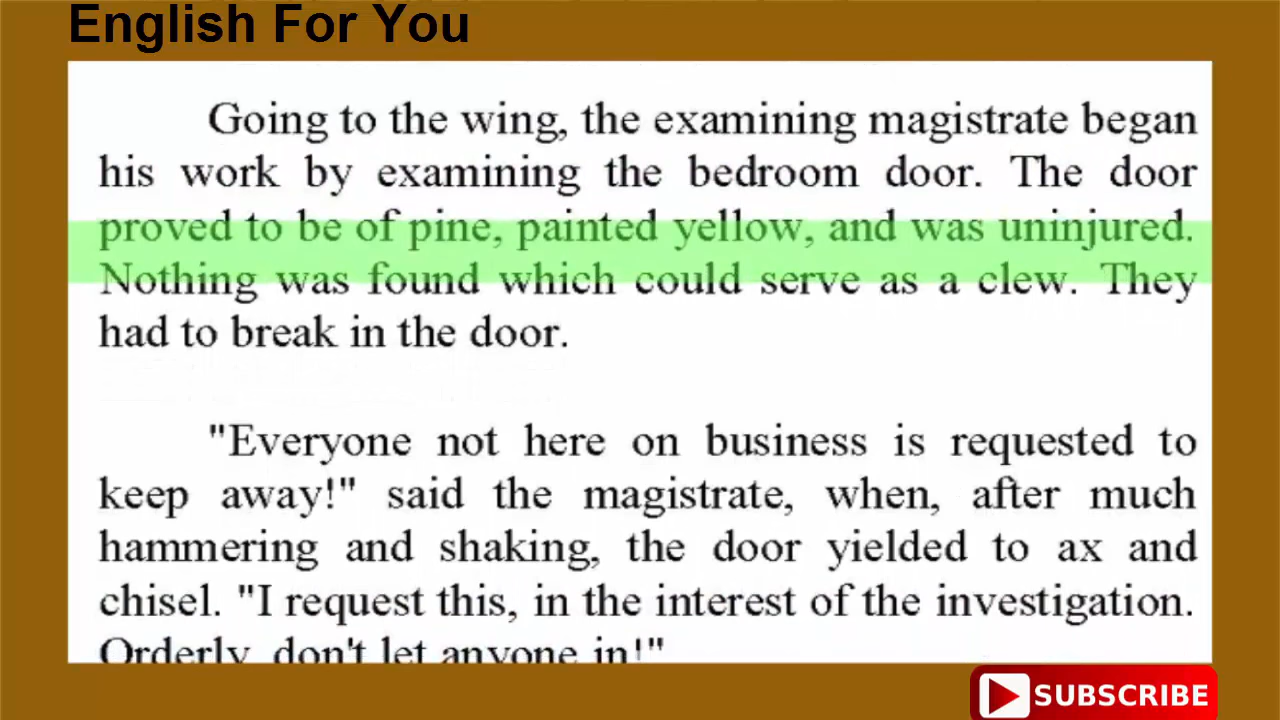 English For You
Going to the wing, the examining magistrate began
his work by examining the bedroom door. The door
proved to be of pine, painted yellow, and was uninjured.
Nothing was found which could serve as a clew. They
had to break in the door.
"Everyone not here on business is requested to
keep away!" said the magistrate, when, after much
hammering and shaking, the door yielded to ax and
chisel. "I request this, in the interest of the investigation.
Orderly, don't let anyone in!"
SUBSCRIBE